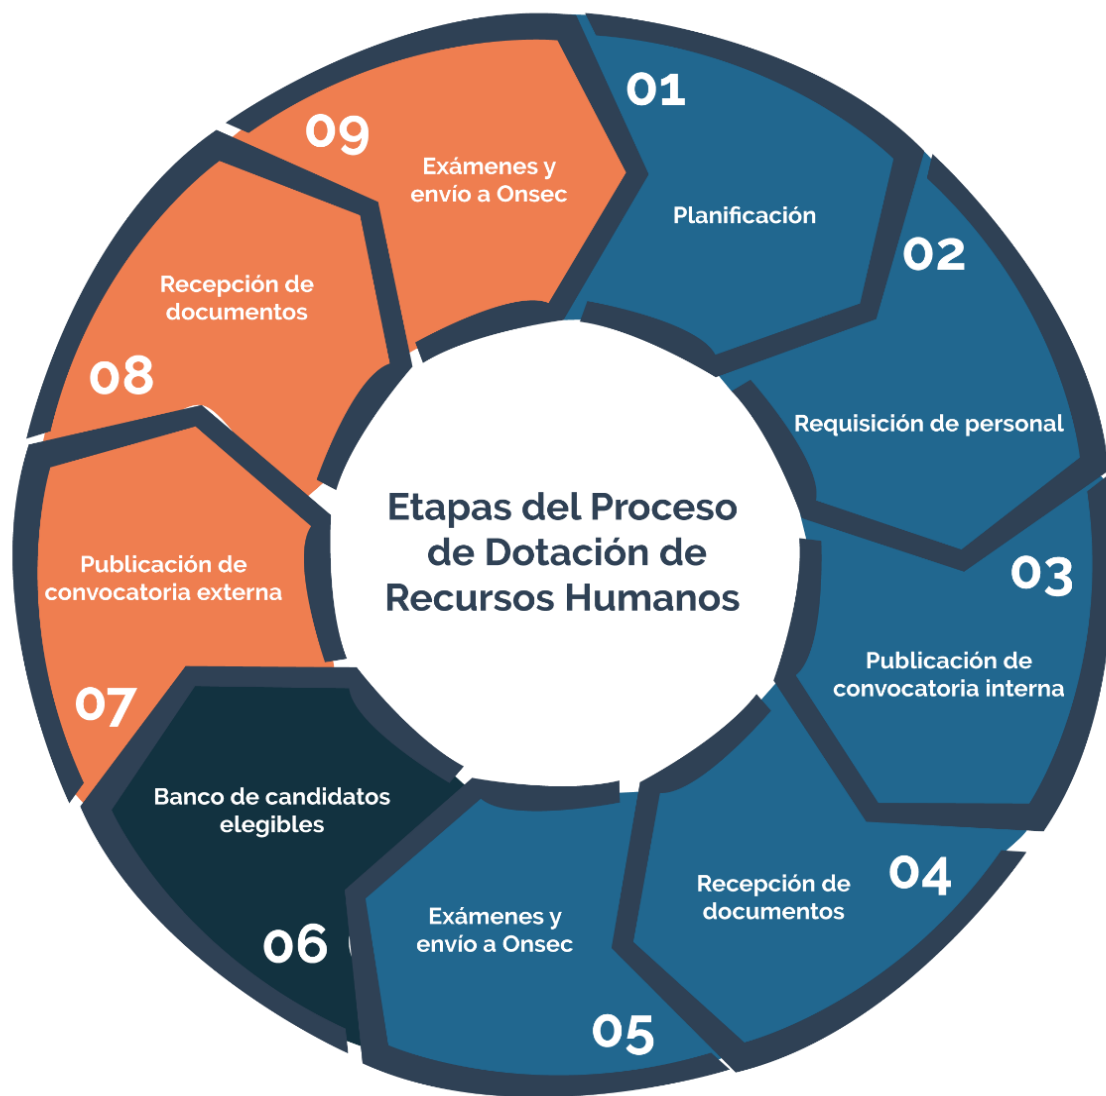 Etapas del Proceso
de Dotación de
Recursos Humanos
01
Planificación
02
Requisición de personal
03
Publicación de
convocatoria interna
04
Recepción de
documentos
05
Exámenes y
envío a Onsec
06
Banco de candidatos
elegibles
07
Publicación de
convocatoria externa
08
Recepción de
documentos
09
Exámenes y
envío a Onsec